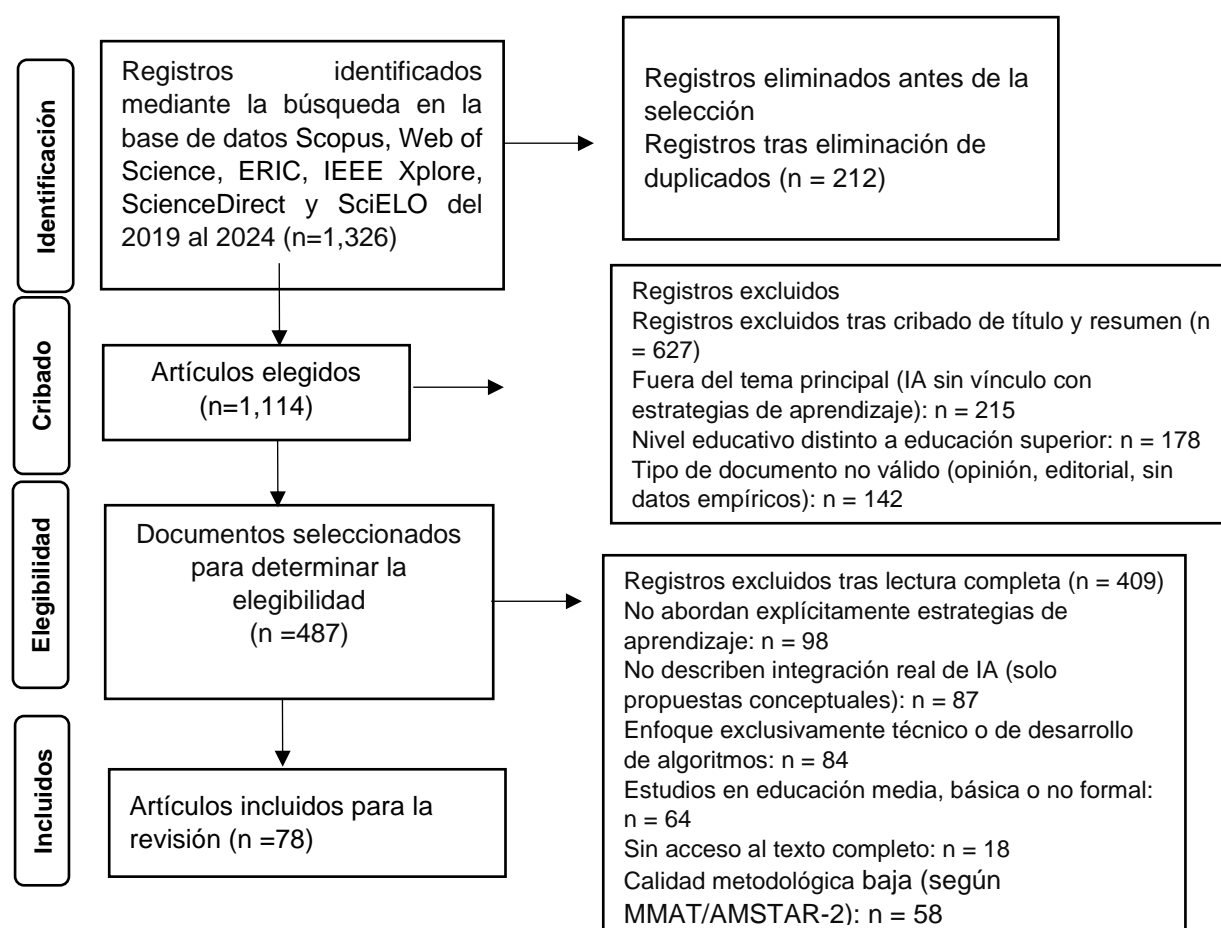 Identificación
Registros identificados
mediante la búsqueda en la
base de datos Scopus, Web of
Science, ERIC, IEEE Xplore,
ScienceDirect y SciELO del
2019 al 2024 (n=1,326)
Registros eliminados antes de la
selección
Registros tras eliminación de
duplicados (n = 212)
Cribado
Artículos elegidos
(n=1,114)
Registros excluidos
Registros excluidos tras cribado de título y resumen (n
= 627)
Fuera del tema principal (IA sin vínculo con
estrategias de aprendizaje): n = 215
Nivel educativo distinto a educación superior: n = 178
Tipo de documento no válido (opinión, editorial, sin
datos empíricos): n = 142
Elegibilidad
Documentos seleccionados
para determinar la
elegibilidad
(n =487)
Registros excluidos tras lectura completa (n = 409)
No abordan explícitamente estrategias de
aprendizaje: n = 98
No describen integración real de IA (solo
propuestas conceptuales): n = 87
Enfoque exclusivamente técnico o de desarrollo
de algoritmos: n = 84
Estudios en educación media, básica o no formal:
n = 64
Sin acceso al texto completo: n = 18
Calidad metodológica baja (según
MMAT/AMSTAR-2): n = 58
Incluidos
Artículos incluidos para la
revisión (n =78)